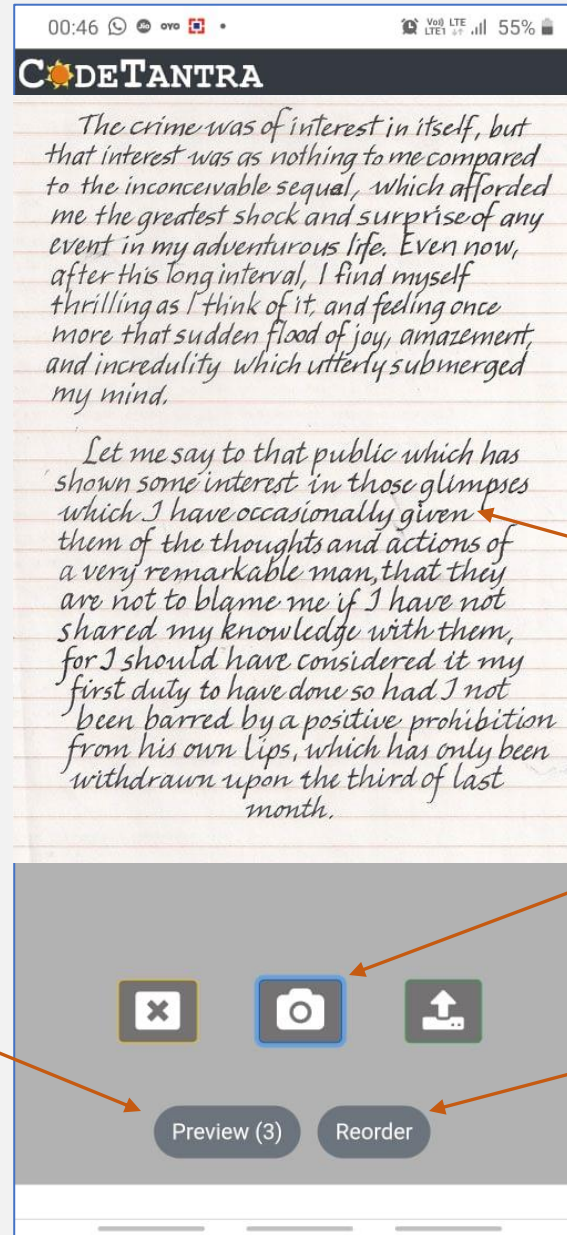 00:46
oyo
Vo) LTE
LTE1
55%
CODETANTRA
The crime was of interest in itself, but
that interest was as nothing to me compared
to the inconceivable sequal, which afforded
me the greatest shock and surprise of any
event in my adventurous life. Even now,
after this long interval, I find myself
thrilling as I think of it, and feeling once
more that sudden flood of joy, amazement,
and incredulity which utterly submerged
my mind.
Let me say to that public which has
shown some interest in those glimpses
which I have occasionally given
them of the thoughts and actions of
a very remarkable man, that they
are not to blame me if I have not
shared my knowledge with them,
for I should have considered it my
first duty to have done so had I not
been barred by a positive prohibition
from his own lips, which has only been
withdrawn upon the third of last
month.
Preview (3)
Reorder